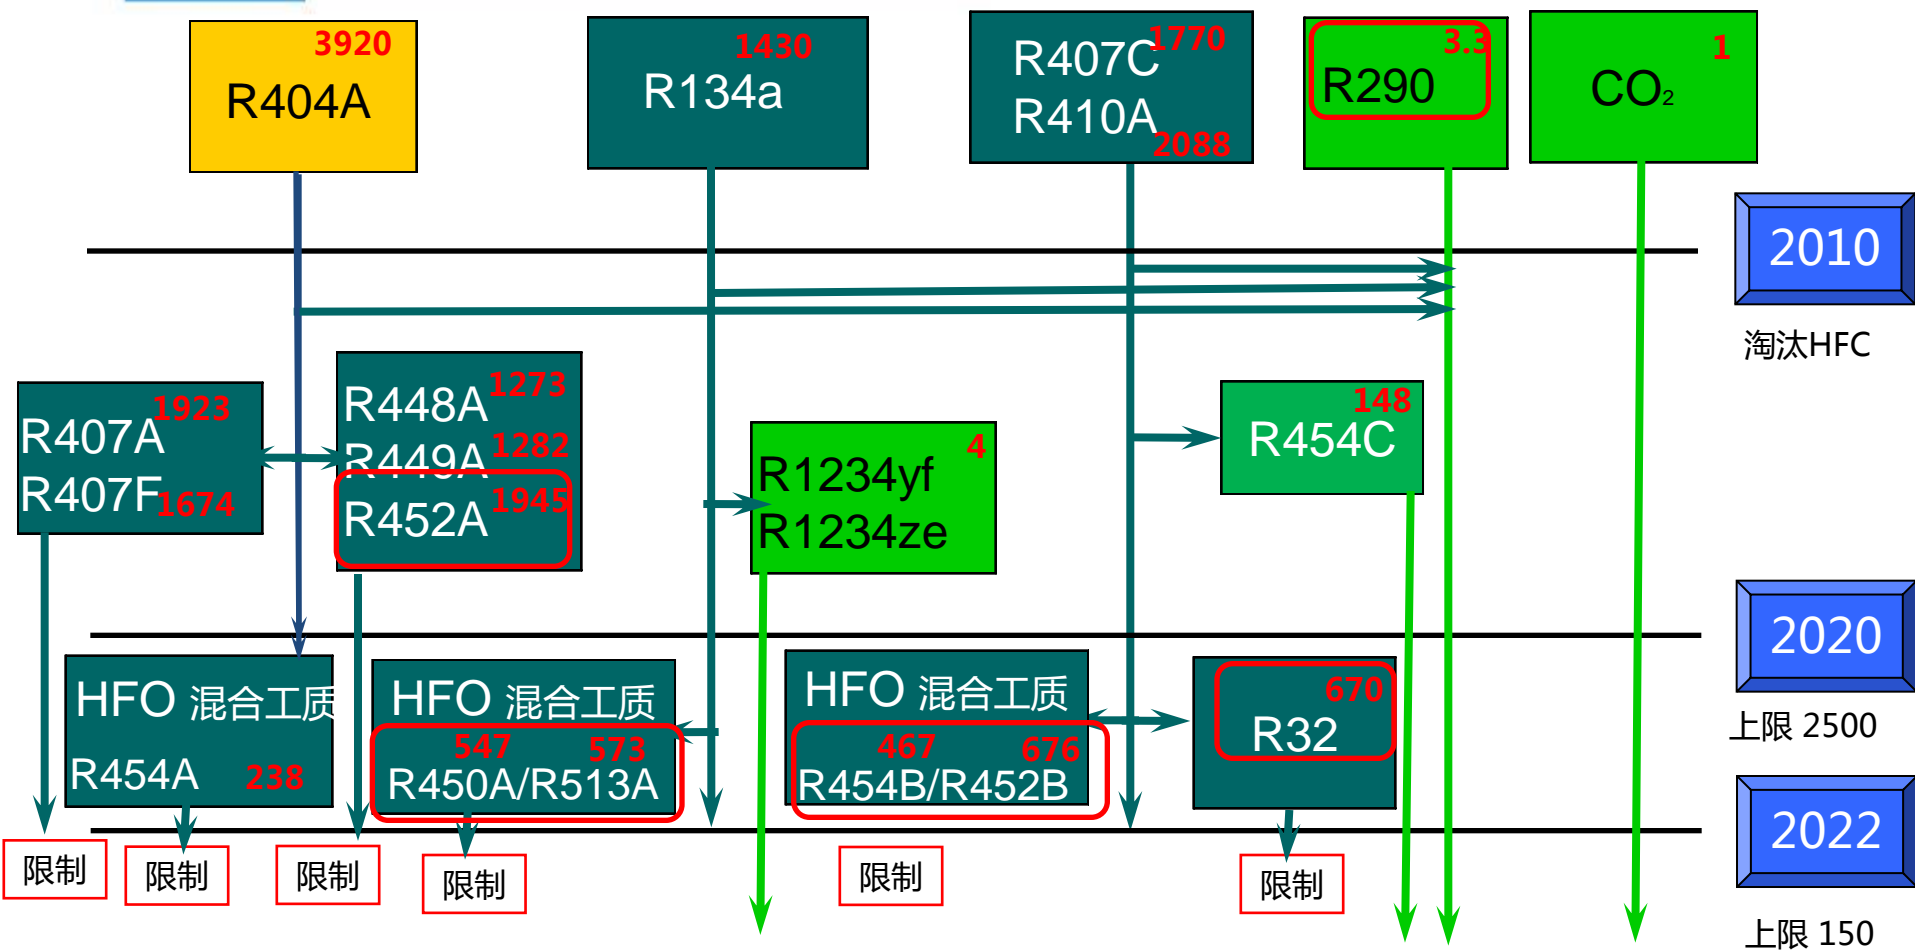 3920
R404A
1430
R134a
R407C 1770
R410A 2088
3.3
R290
1
CO₂
2010
淘汰HFC
R407A 1923
R407F 1674
R448A 1273
R449A 1282
R452A 1945
4
R1234yf
R1234ze
148
R454C
2020
上限 2500
HFO 混合工质
R454A 238
HFO 混合工质
547 573
R450A/R513A
HFO 混合工质
467 676
R454B/R452B
670
R32
2022
上限 150
限制
限制
限制
限制
限制
限制